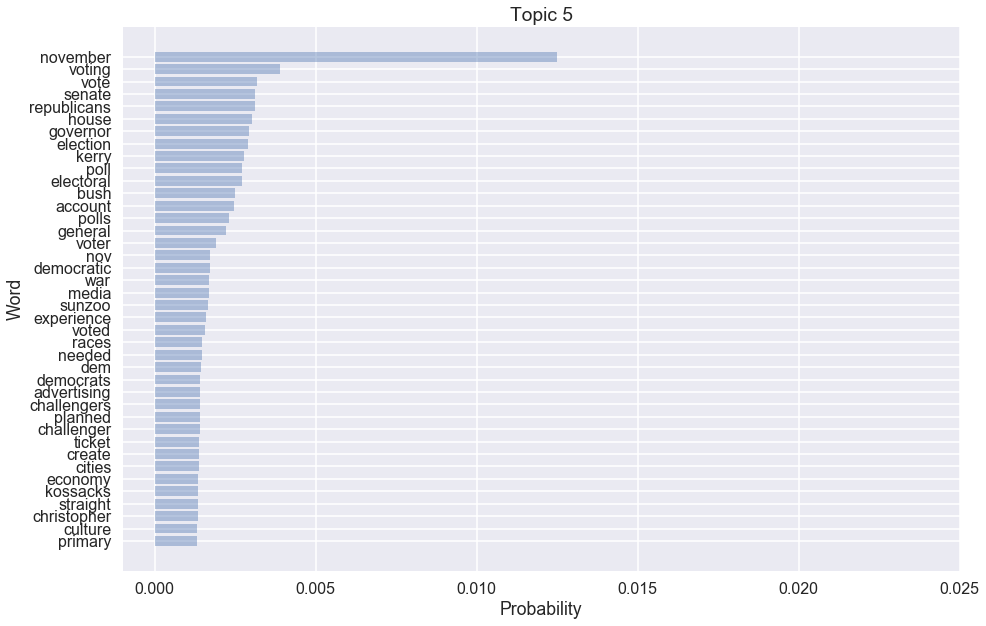 Topic 5
november
voting
vote
senate
republicans
house
governor
election
kerry
poll
electoral
bush
account
polls
general
voter
nov
democratic
war
media
sunzoo
experience
voted
races
needed
dem
democrats
advertising
challengers
planned
challenger
ticket
create
cities
economy
kossacks
straight
christopher
culture
primary
Word
0.000 0.005 0.010 0.015 0.020 0.025
Probability